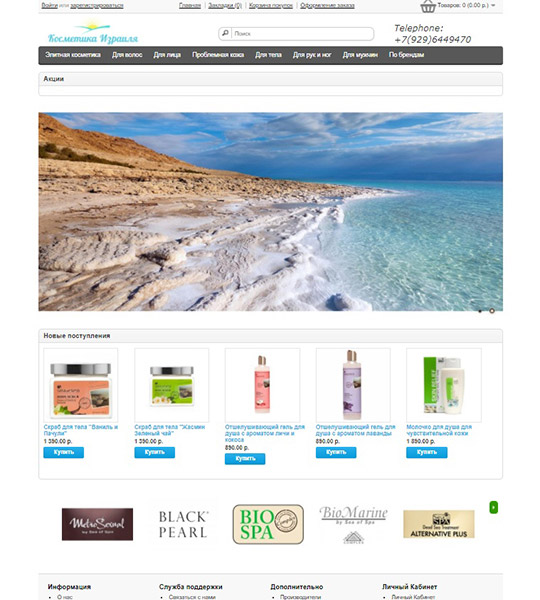 Войти или зарегистрироваться
Главная | Закладки (0) | Корзина покупок | Оформление заказа
Товаров: 0 (0.00 р.)
Косметика Израиля
Поиск
Telephone:
+7(929)6449470
Элитная косметика Для волос Для лица Проблемная кожа Для тела Для рук и ног Для мужчин По брендам
Акции
Новые поступления
Скраб для тела "Ваниль и
Пачули"
1 390.00 р.
Купить
Скраб для тела "Жасмин
Зеленый чай"
1 390.00 р.
Купить
Отшелушивающий гель для
душа с ароматом личи и
кокоса
890.00 р.
Купить
Отшелушивающий гель для
душа с ароматом лаванды
890.00 р.
Купить
Молочко для душа для
чувствительной кожи
1 890.00 р.
Купить
MetroSexual
by Sea of Spa
BLACK
PEARL
BIO
SPA
BioMarine
by Sea of Spa
SPA
Dead Sea Treatment
ALTERNATIVE PLUS
Информация
О нас
Служба поддержки
Связаться с нами
Дополнительно
Производители
Личный Кабинет
Личный Кабинет